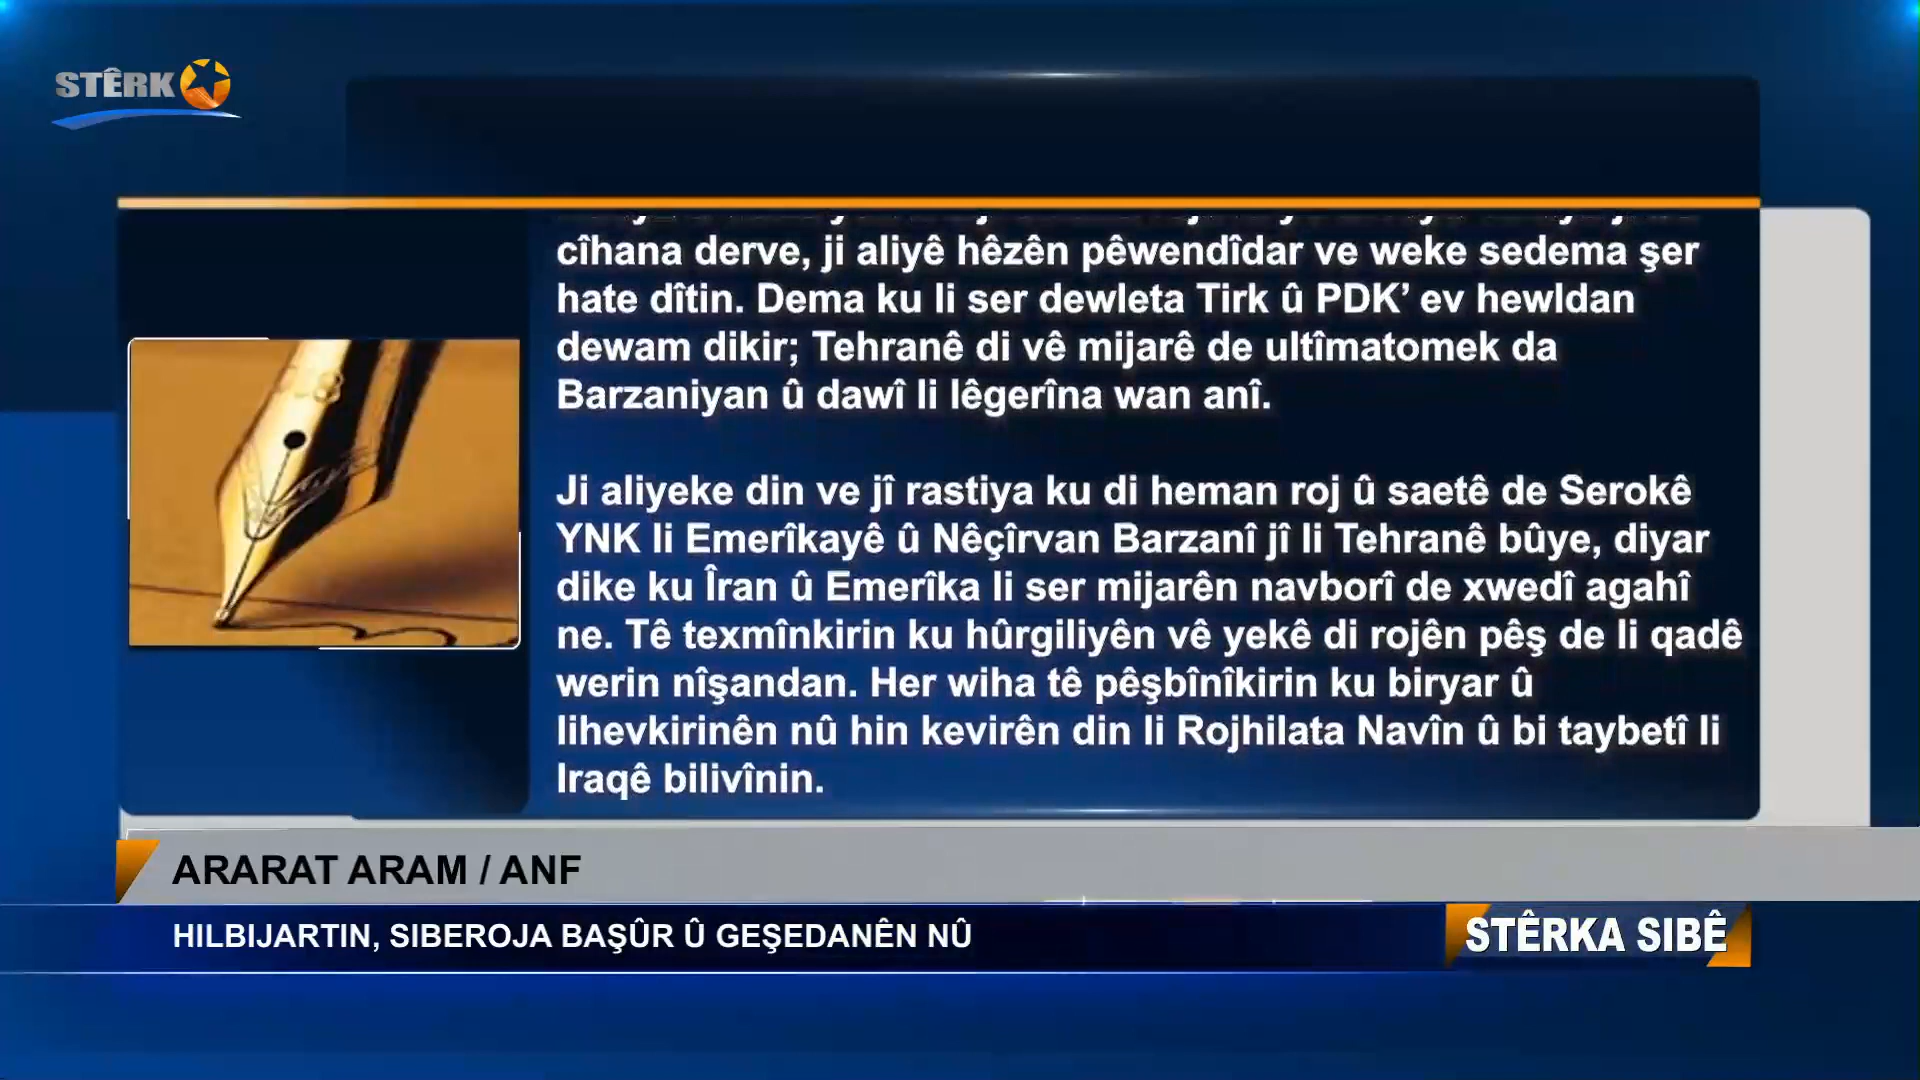 STÊRK
cîhana derve, ji aliyê hêzên pêwendîdar ve weke sedema şer
hate dîtin. Dema ku li ser dewleta Tirk û PDK’ ev hewldan
dewam dikir; Tehranê di vê mijarê de ultîmatomek da
Barzaniyan û dawî li lêgerîna wan anî.
Ji aliyeke din ve jî rastiya ku di heman roj û saetê de Serokê
YNK li Emerîkayê û Nêçîrvan Barzanî jî li Tehranê bûye, diyar
dike ku Îran û Emerîka li ser mijarên navborî de xwedî agahî
ne. Tê texmînkirin ku hûrgiliyên vê yekê di rojên pêş de li qadê
werin nîşandan. Her wiha tê pêşbînîkirin ku biryar û
lihevkirinên nû hin kevirên din li Rojhilata Navîn û bi taybetî li
Iraqê bilivînin.
ARARAT ARAM / ANF
HILBIJARTIN, SIBEROJA BAŞÛR Û GEŞEDANÊN NÛ
STÊRKA SIBÊ